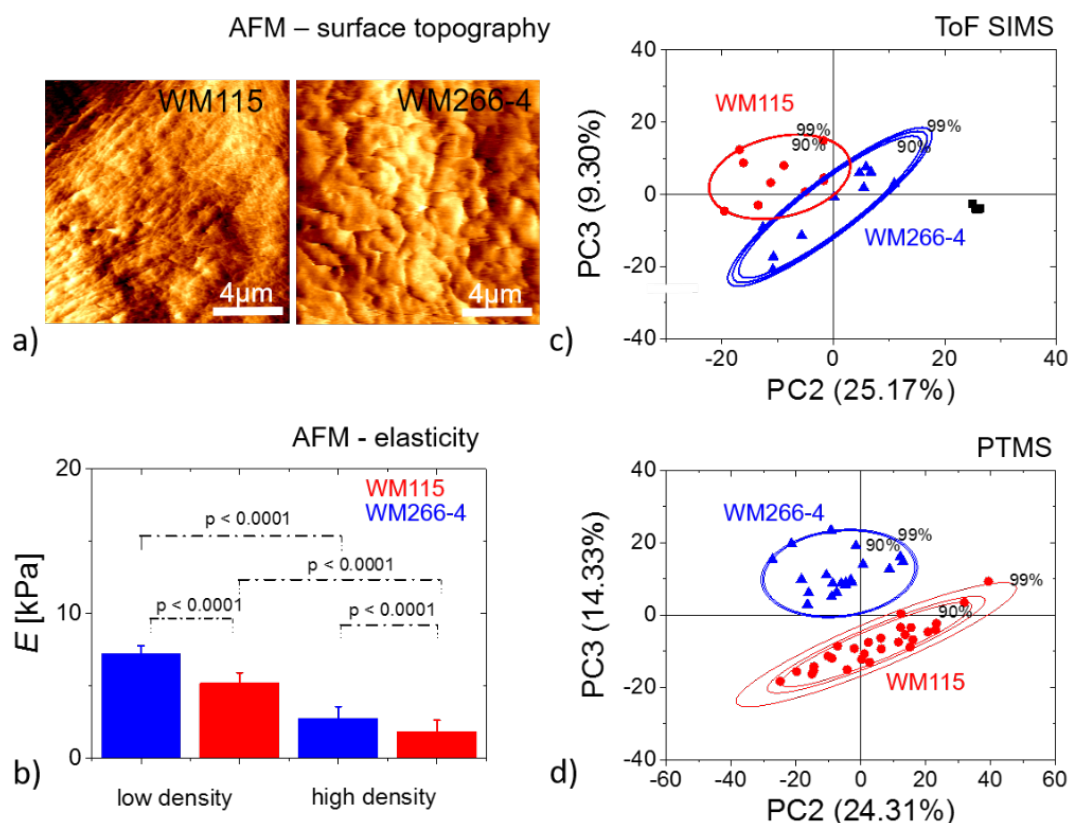 AFM – surface topography
WM115
WM266-4
4µm
4µm
a)
ToF SIMS
40
20
0
-20
-40
PC3 (9.30%)
WM115
99%
90%
99%
90%
WM266-4
-20
0
20
40
PC2 (25.17%)
c)
AFM - elasticity
20
10
0
E [kPa]
WM115
WM266-4
p < 0.0001
p < 0.0001
p < 0.0001
p < 0.0001
low density
high density
b)
PTMS
40
20
0
-20
-40
PC3 (14.33%)
WM266-4
99%
90%
99%
90%
WM115
-60
-40
-20
0
20
40
60
PC2 (24.31%)
d)